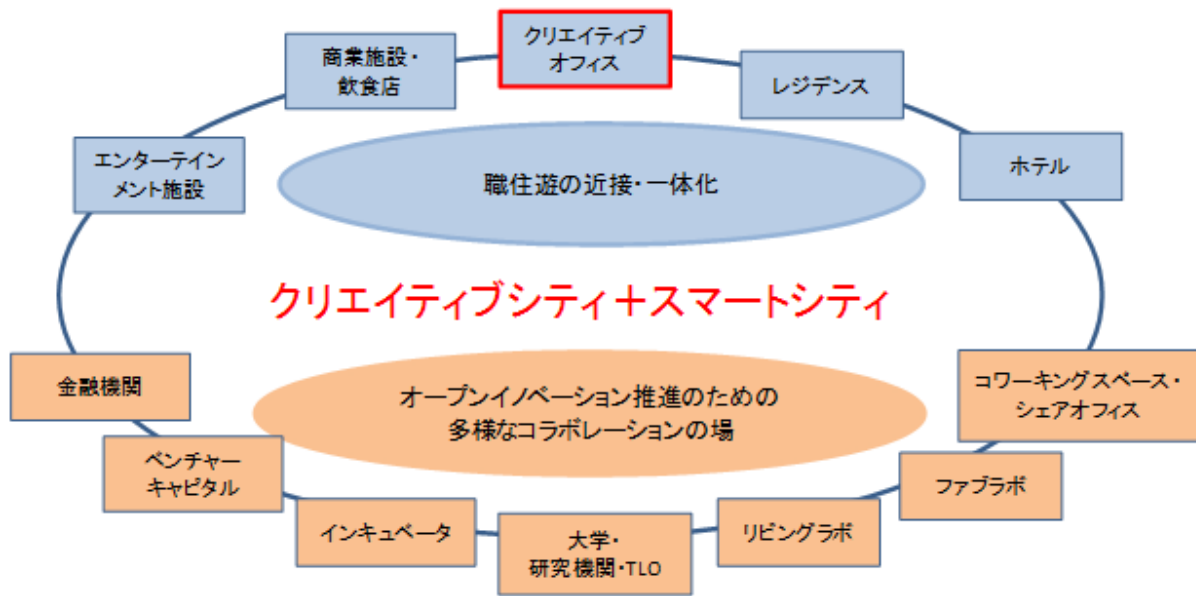 クリエイティブ
オフィス
商業施設・
飲食店
レジデンス
エンターテイン
メント施設
ホテル
職住遊の近接・一体化
クリエイティブシティ＋スマートシティ
金融機関
オープンイノベーション推進のための
多様なコラボレーションの場
コワーキングスペース・
シェアオフィス
ベンチャー
キャピタル
ファブラボ
インキュベータ
大学・
研究機関・TLO
リビングラボ